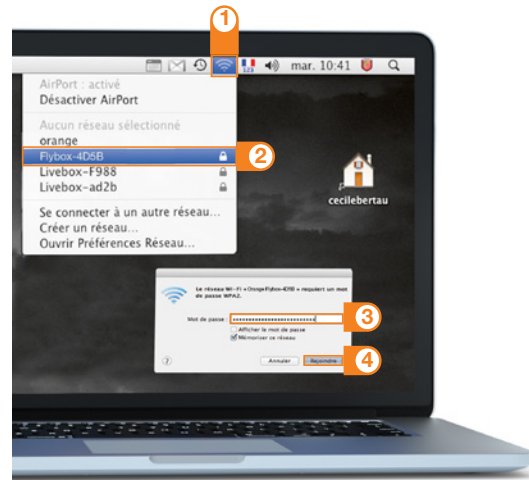 1
123
mar. 10:41
AirPort : activé
Désactiver AirPort
Aucun réseau sélectionné
orange
Flybox-4D5B
2
Livebox-F988
Livebox-ad2b
Se connecter à un autre réseau...
Créer un réseau...
Ouvrir Préférences Réseau...
cecilebertau
Le réseau Wi-Fi « OrangeFlybox-4D5B » requiert un mot
de passe WPA2.
Mot de passe :
3
Afficher le mot de passe
Mémoriser ce réseau
?
Annuler
Rejoindre
4